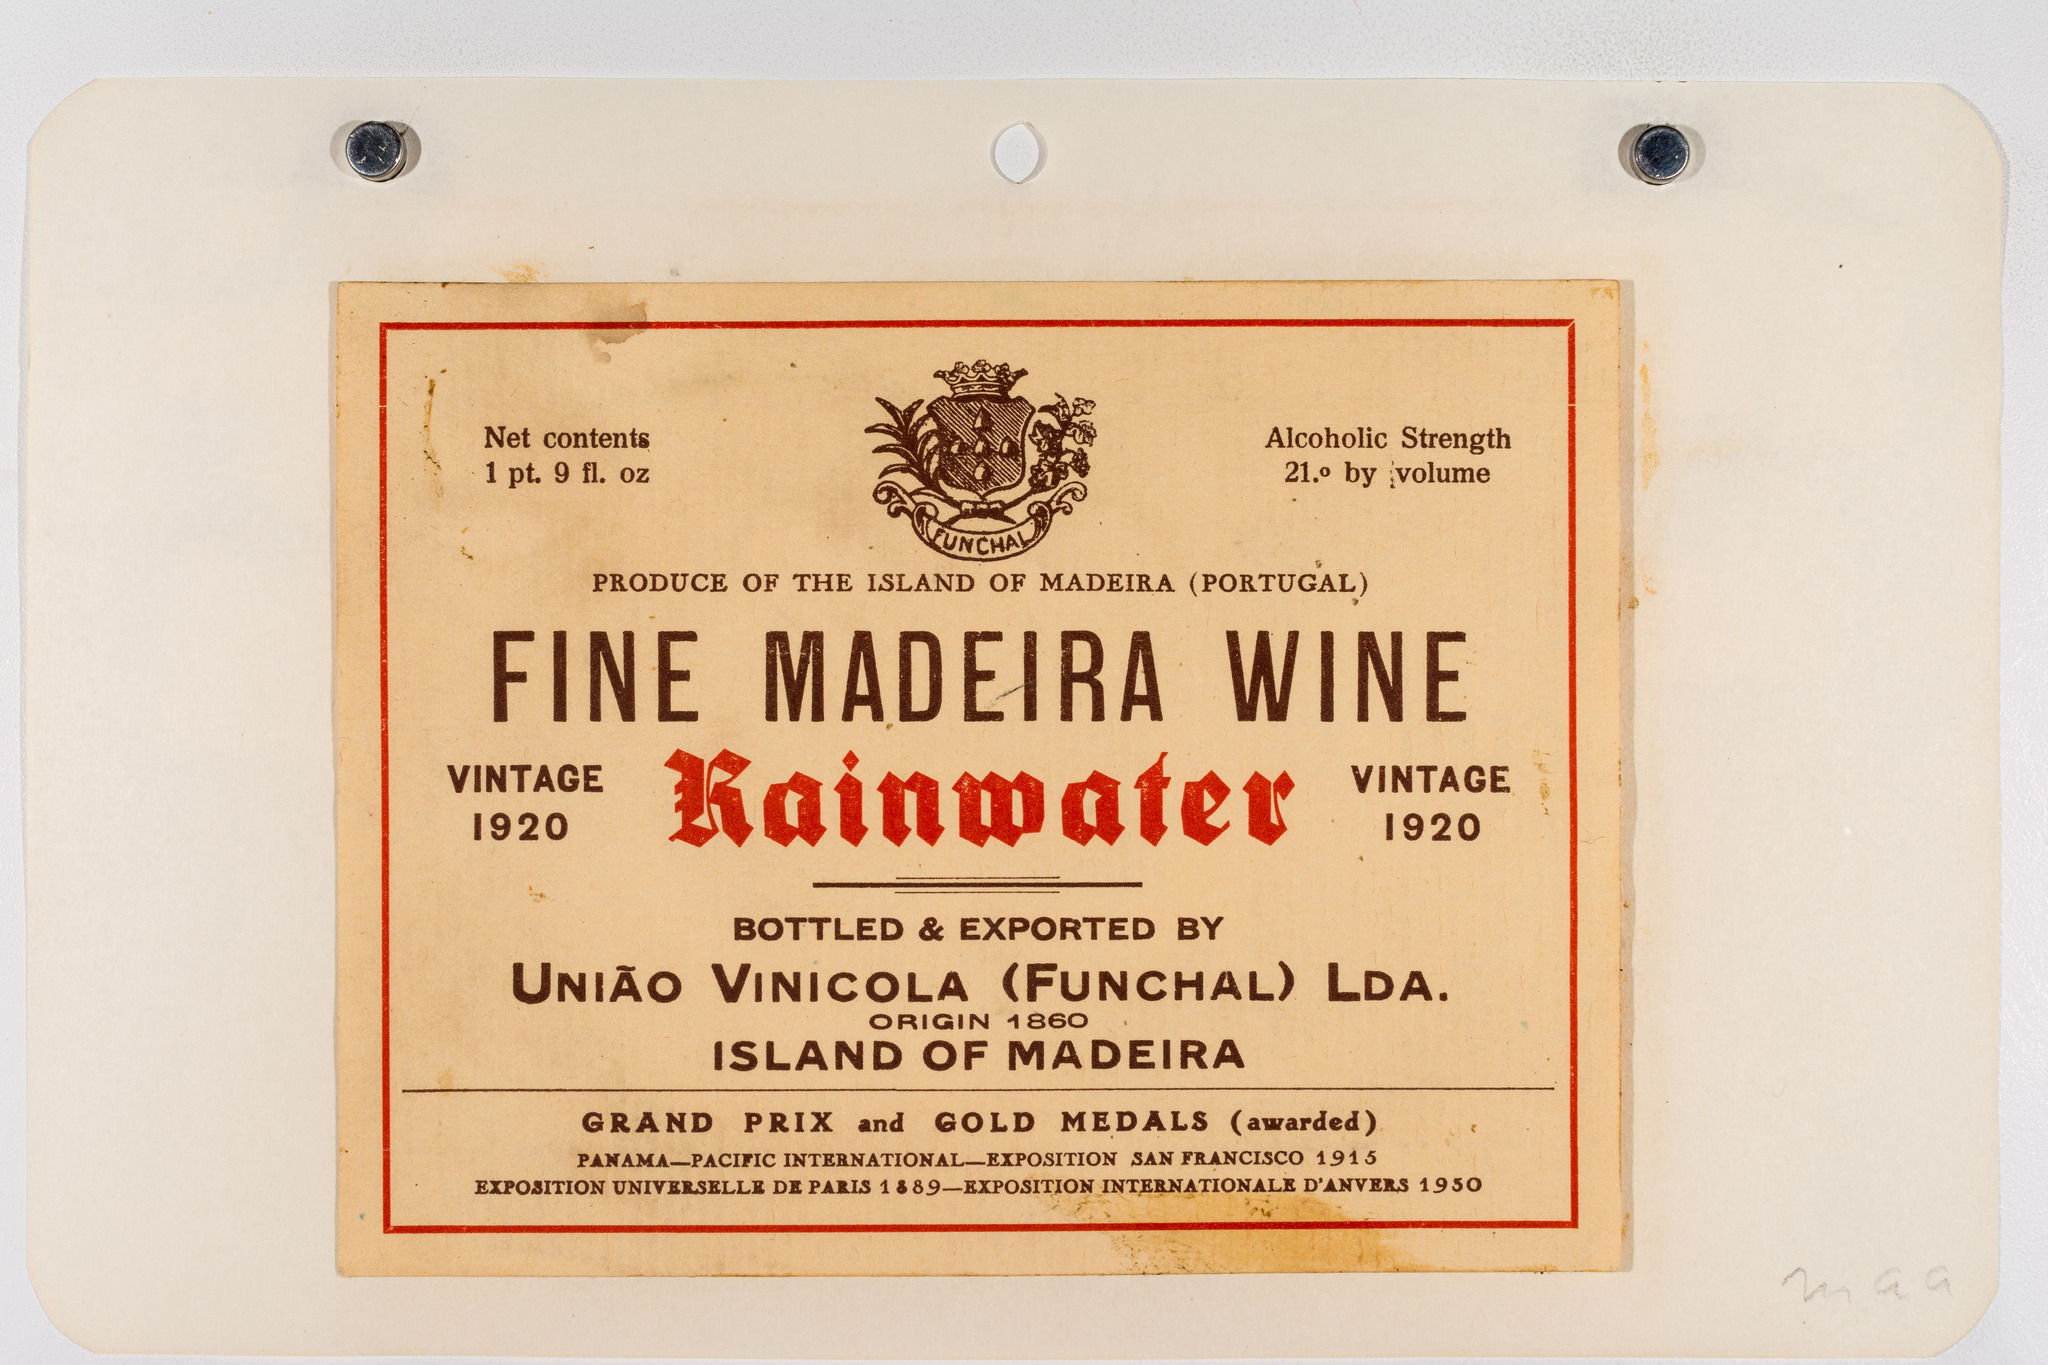 Net contents
1 pt. 9 fl. oz
Alcoholic Strength
21.º by volume
FUNCHAL
PRODUCE OF THE ISLAND OF MADEIRA (PORTUGAL)
FINE MADEIRA WINE
VINTAGE
1920
Rainwater
VINTAGE
1920
BOTTLED & EXPORTED BY
UNIÃO VINICOLA (FUNCHAL) LDA.
ORIGIN 1860
ISLAND OF MADEIRA
GRAND PRIX and GOLD MEDALS (awarded)
PANAMA—PACIFIC INTERNATIONAL—EXPOSITION SAN FRANCISCO 1915
EXPOSITION UNIVERSELLE DE PARIS 1889—EXPOSITION INTERNATIONALE D'ANVERS 1930
maa